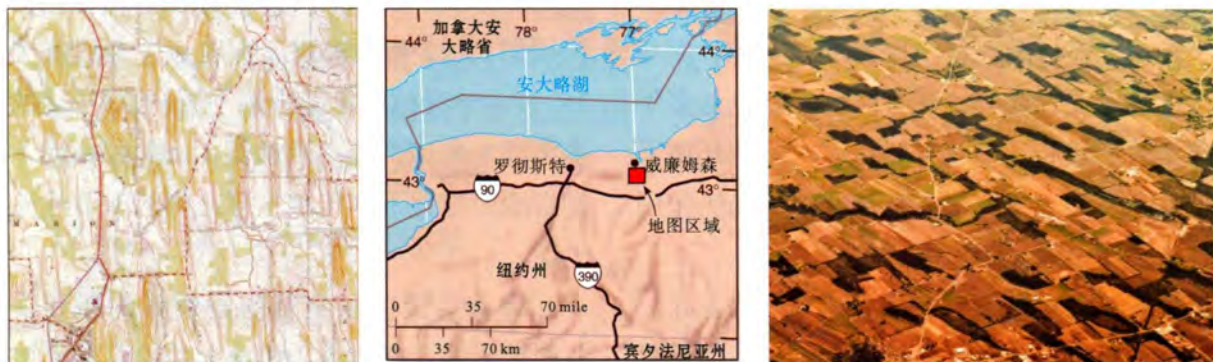 加拿大安
大略省
44°
78°
77°
44°
安大略湖
罗彻斯特
威廉姆森
43°
90
43°
地图区域
纽约州
390
0 35 70 mile
0 35 70 km
宾夕法尼亚州